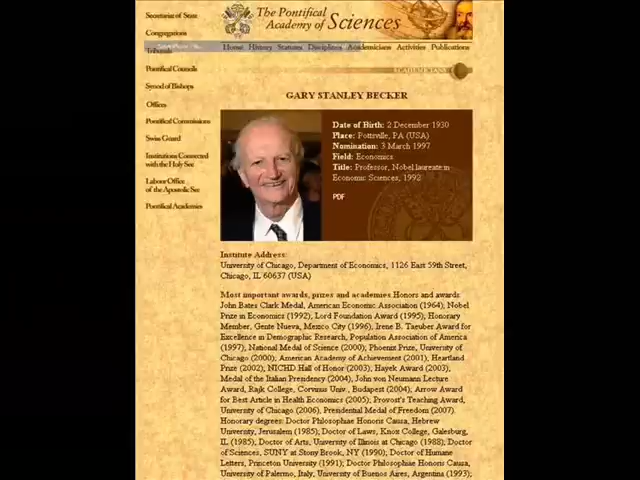 The Pontifical
Academy of Sciences
Secretariat of State
Congregations
Tribunals
Pontifical Councils
Synod of Bishops
Offices
Pontifical Commissions
Swiss Guard
Institutions Connected
with the Holy See
Labour Office
of the Apostolic See
Pontifical Academies
Home History Statutes Disciplines Academicians Activities Publications
ACADEMICIANS
GARY STANLEY BECKER
Date of Birth: 2 December 1930
Place: Pottsville, PA (USA)
Nomination: 3 March 1997
Field: Economics
Title: Professor, Nobel laureate in
Economic Sciences, 1992
PDF
Institute Address:
University of Chicago, Department of Economics, 1126 East 59th Street,
Chicago, IL 60637 (USA)
Most important awards, prizes and academies Honors and awards:
John Bates Clark Medal, American Economic Association (1964); Nobel
Prize in Economics (1992); Lord Foundation Award (1995); Honorary
Member, Gente Nueva, Mexico City (1996); Irene B. Taeuber Award for
Excellence in Demographic Research, Population Association of America
(1997); National Medal of Science (2000); Phoenix Prize, University of
Chicago (2000); American Academy of Achievement (2001); Heartland
Prize (2002); NICHD Hall of Honor (2003); Hayek Award (2003);
Medal of the Italian Presidency (2004); John von Neumann Lecture
Award, Rajk College, Corvinus Univ., Budapest (2004); Arrow Award
for Best Article in Health Economics (2005); Provost's Teaching Award,
University of Chicago (2006); Presidential Medal of Freedom (2007).
Honorary degrees: Doctor Philosophiae Honoris Causa, Hebrew
University, Jerusalem (1985); Doctor of Laws, Knox College, Galesburg,
IL (1985); Doctor of Arts, University of Illinois at Chicago (1988); Doctor
of Sciences, SUNY at Stony Brook, NY (1990); Doctor of Humane
Letters, Princeton University (1991); Doctor Philosophiae Honoris Causa,
University of Palermo, Italy, University of Buenos Aires, Argentina (1993);